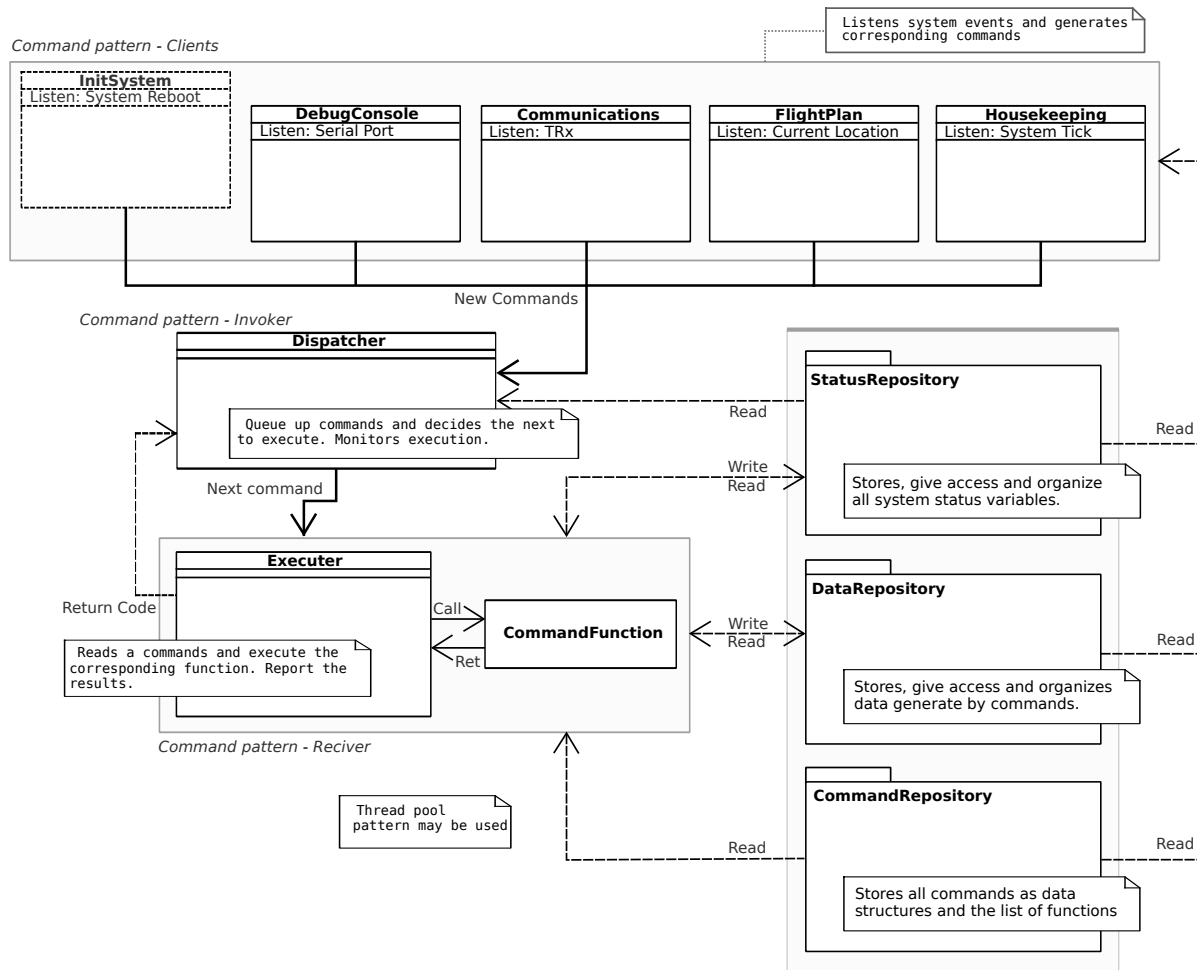 Listens system events and generates
corresponding commands
Command pattern - Clients
InitSystem
Listen: System Reboot
DebugConsole
Listen: Serial Port
Communications
Listen: TRx
FlightPlan
Listen: Current Location
Housekeeping
Listen: System Tick
New Commands
Command pattern - Invoker
Dispatcher
Queue up commands and decides the next
to execute. Monitors execution.
Next command
Read
StatusRepository
Read
Write
Read
Stores, give access and organize
all system status variables.
Executer
Return Code
Call
Ret
CommandFunction
Reads a commands and execute the
corresponding function. Report the
results.
Command pattern - Reciver
Write
Read
DataRepository
Read
Stores, give access and organizes
data generate by commands.
Thread pool
pattern may be used
Read
CommandRepository
Read
Stores all commands as data
structures and the list of functions